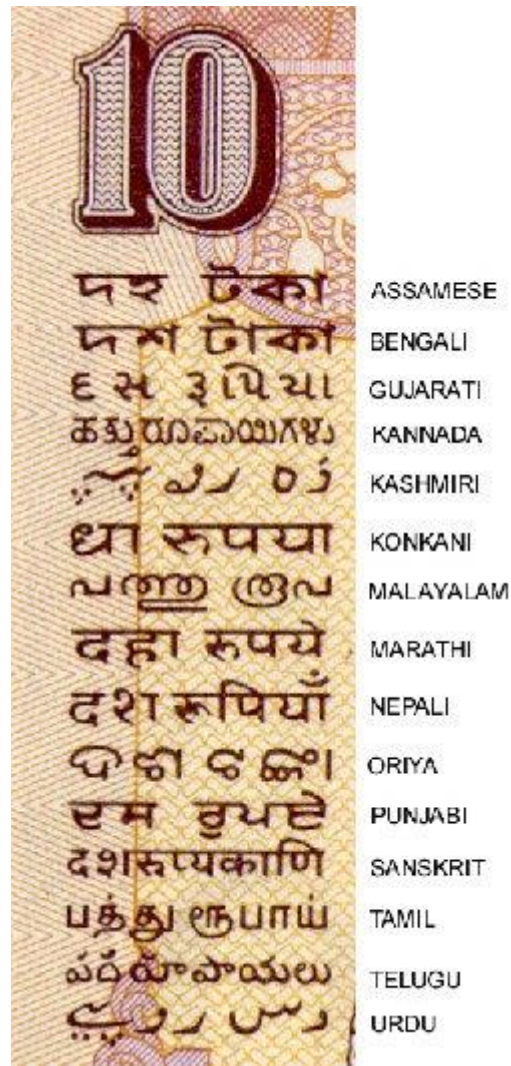 10
দহ টকা ASSAMESE
দশ টাকা BENGALI
દસ રૂપિયા GUJARATI
ಹತ್ತು ರೂಪಾಯಿಗಳು KANNADA
KASHMIRI
धा रुपया KONKANI
പത്തു രൂപ MALAYALAM
दहा रुपये MARATHI
दश रूपियाँ NEPALI
ଦଶ ଟଙ୍କା ORIYA
ਦਸ ਰੁਪਏ PUNJABI
दशरूप्यकाणि SANSKRIT
பத்து ரூபாய் TAMIL
పది రూపాయలు TELUGU
دس روپیے URDU